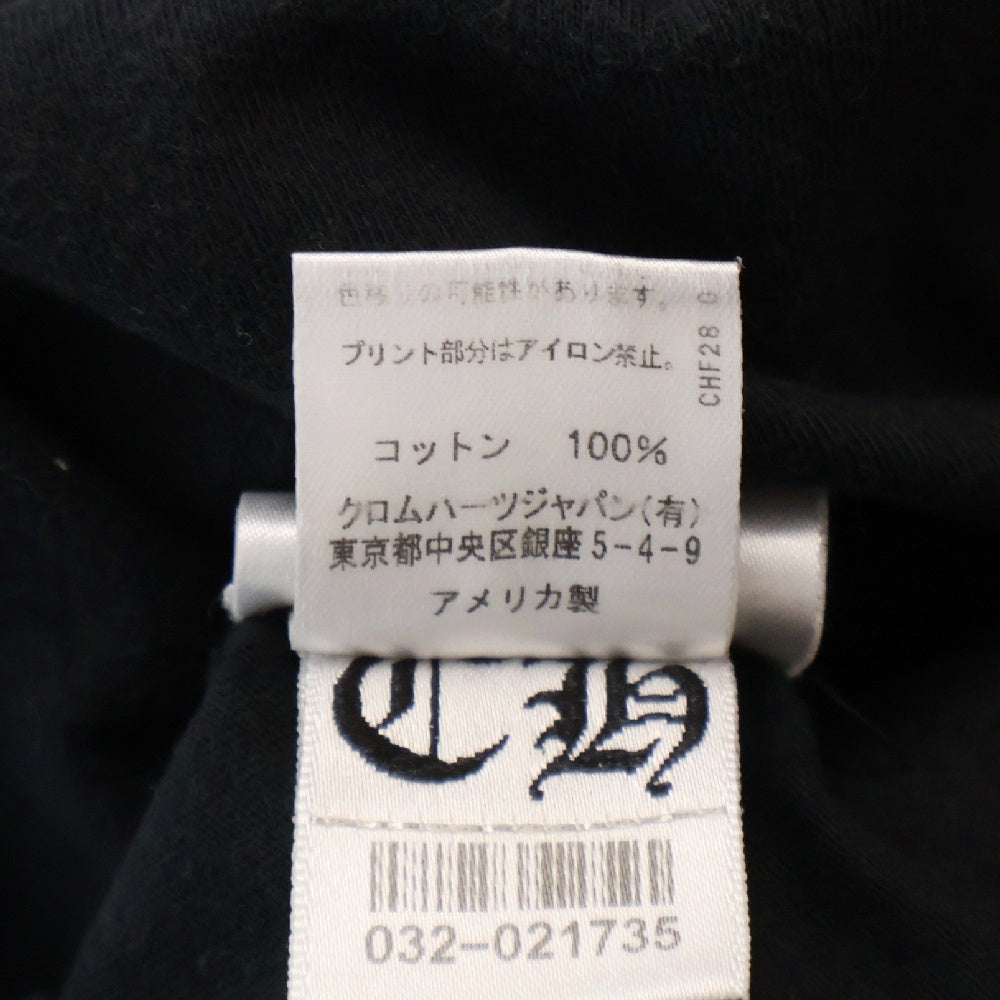 色移りの可能性があります。
プリント部分はアイロン禁止。
CHF28 G
コットン 100%
クロムハーツジャパン(有)
東京都中央区銀座5-4-9
アメリカ製
CH
032-021735